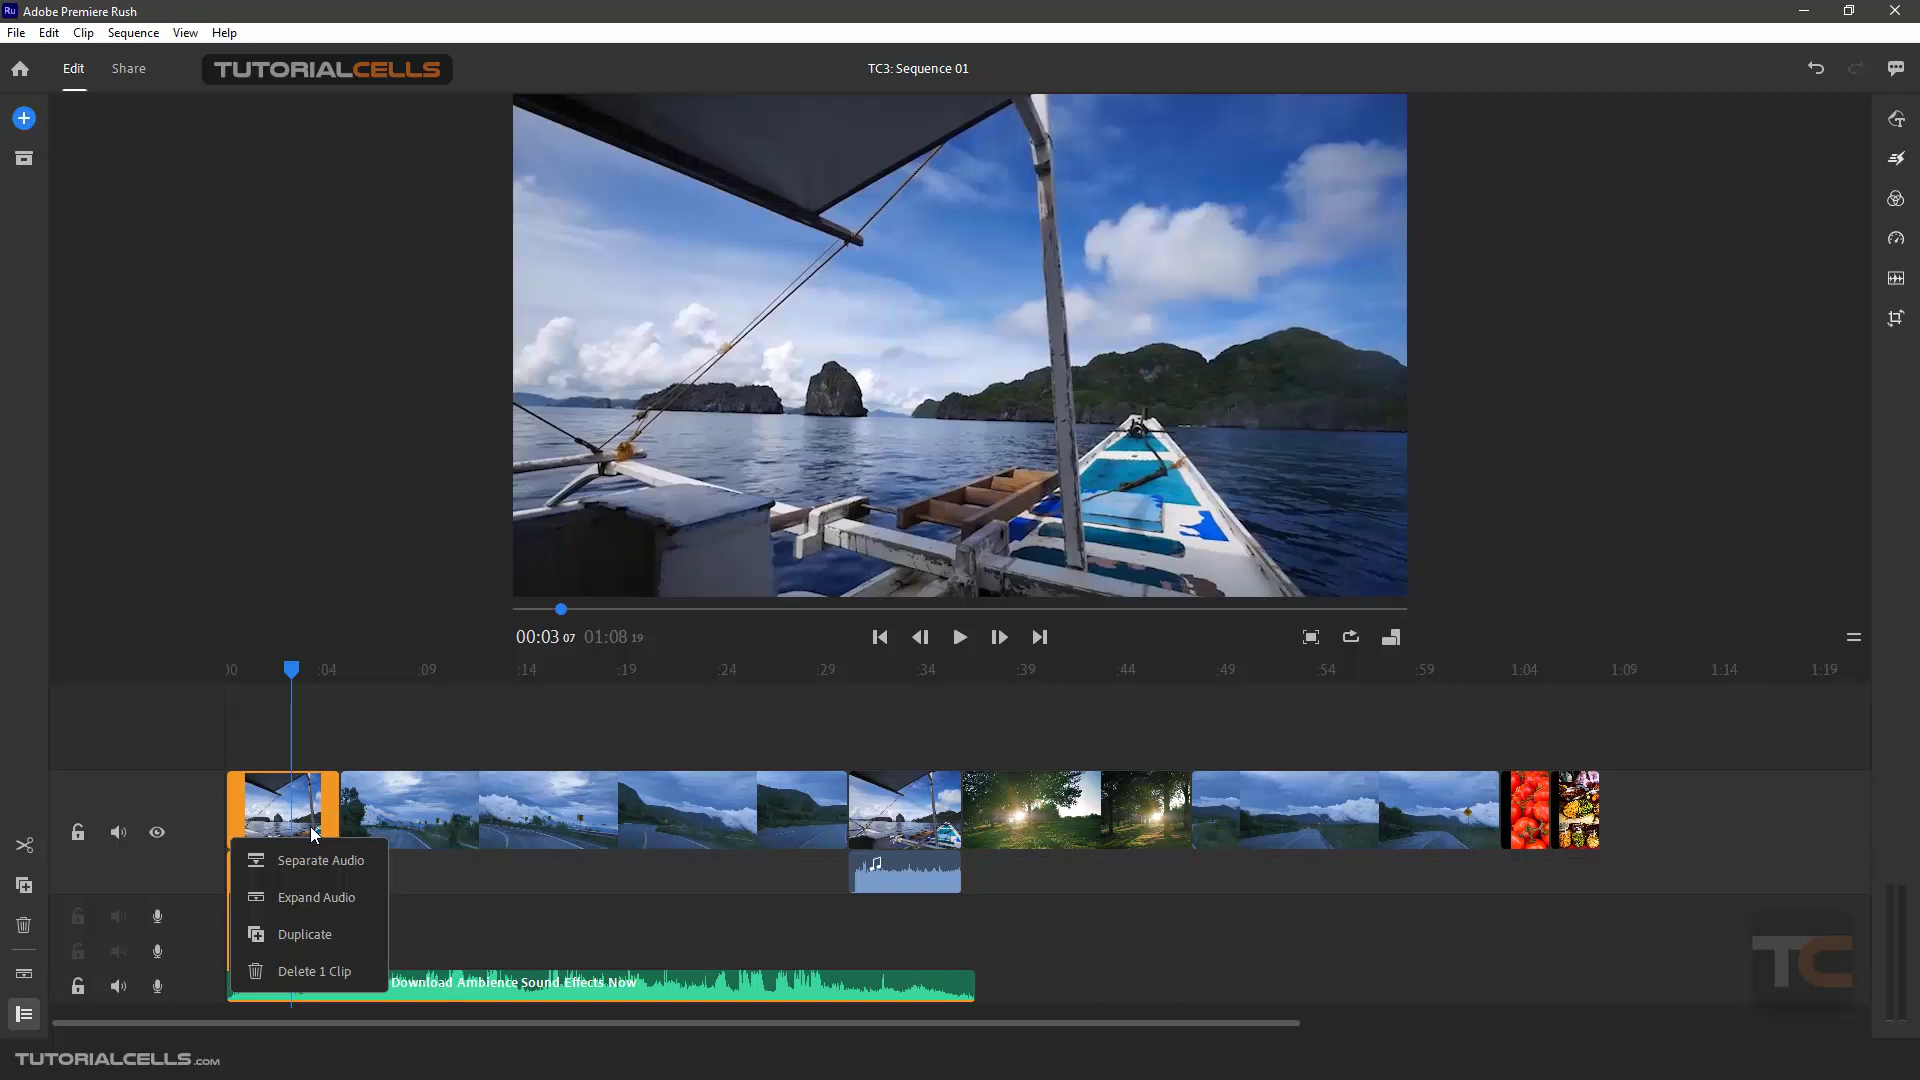 Ru Adobe Premiere Rush
File Edit Clip Sequence View Help
Edit Share TUTORIALCELLS TC3: Sequence 01
00:03 07 01:08 19
:00 :04 :09 :14 :19 :24 :29 :34 :39 :44 :49 :54 :59 1:04 1:09 1:14 1:19
Separate Audio
Expand Audio
Duplicate
Delete 1 Clip
Download Ambience Sound Effects Now
TC
TUTORIALCELLS.COM